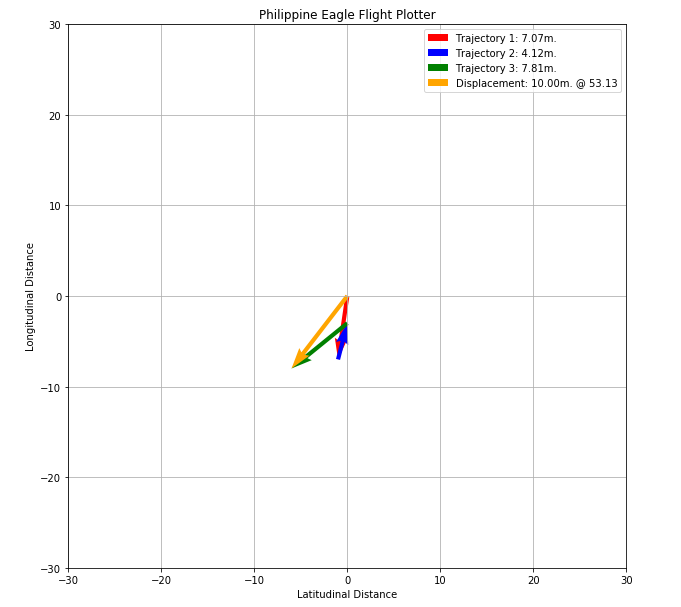 Philippine Eagle Flight Plotter
Trajectory 1: 7.07m.
Trajectory 2: 4.12m.
Trajectory 3: 7.81m.
Displacement: 10.00m. @ 53.13
30
20
10
0
−10
−20
−30
Longitudinal Distance
−30
−20
−10
0
10
20
30
Latitudinal Distance